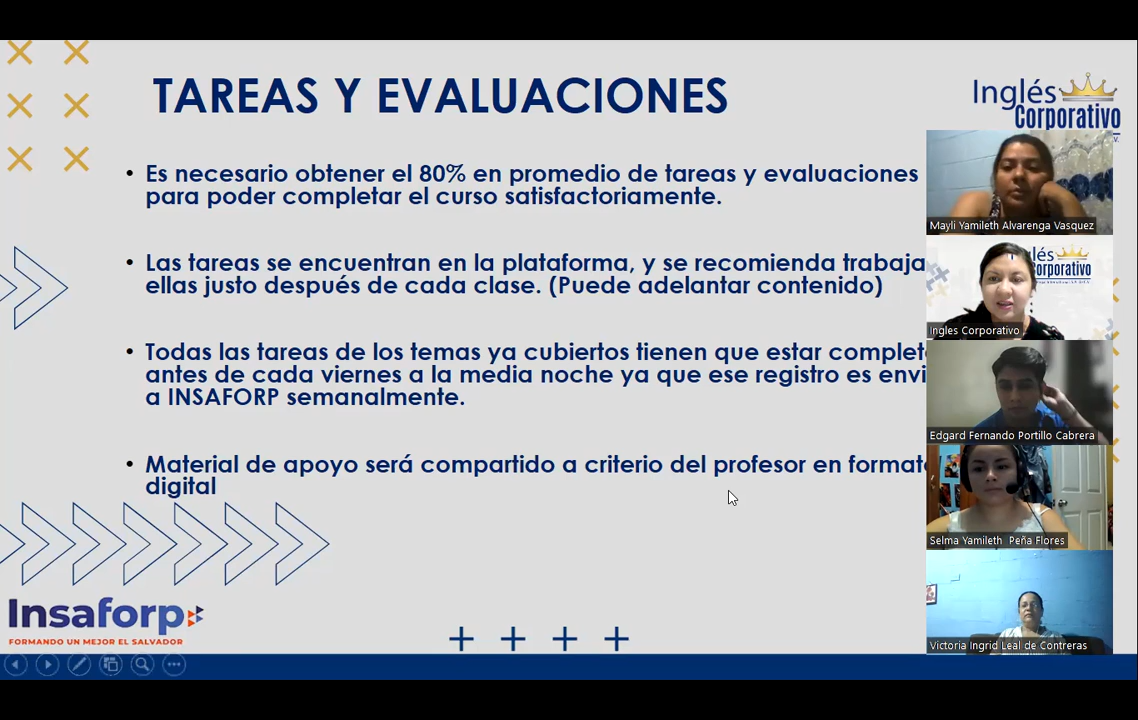 TAREAS Y EVALUACIONES
Inglés
Corporativo
• Es necesario obtener el 80% en promedio de tareas y evaluaciones
para poder completar el curso satisfactoriamente.
• Las tareas se encuentran en la plataforma, y se recomienda
ellas justo después de cada clase. (Puede adelantar contenido)
• Todas las tareas de los temas ya cubiertos tienen que estar
antes de cada viernes a la media noche ya que ese registro es
a INSAFORP semanalmente.
• Material de apoyo será compartido a criterio del profesor en
digital
Insaforp
FORMANDO UN MEJOR EL SALVADOR
Mayli Yamileth Alvarenga Vasquez
Ingles Corporativo
Edgard Fernando Portillo Cabrera
Selma Yamileth Peña Flores
Victoria Ingrid Leal de Contreras